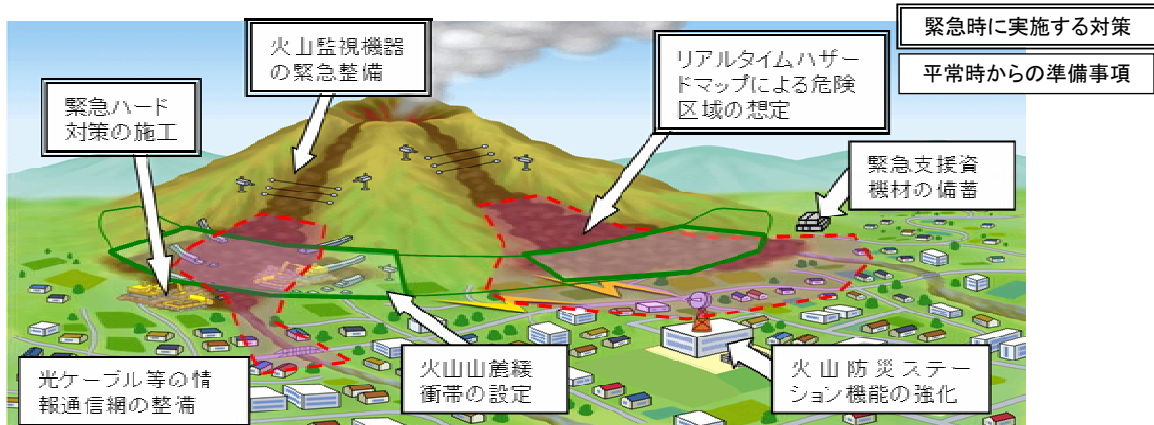 緊急時に実施する対策
平常時からの準備事項
火山監視機器
の緊急整備
リアルタイムハザー
ドマップによる危険
区域の想定
緊急ハード
対策の施工
緊急支援資
機材の備蓄
光ケーブル等の情
報通信網の整備
火山山麓緩
衝帯の設定
火山防災ステー
ション機能の強化